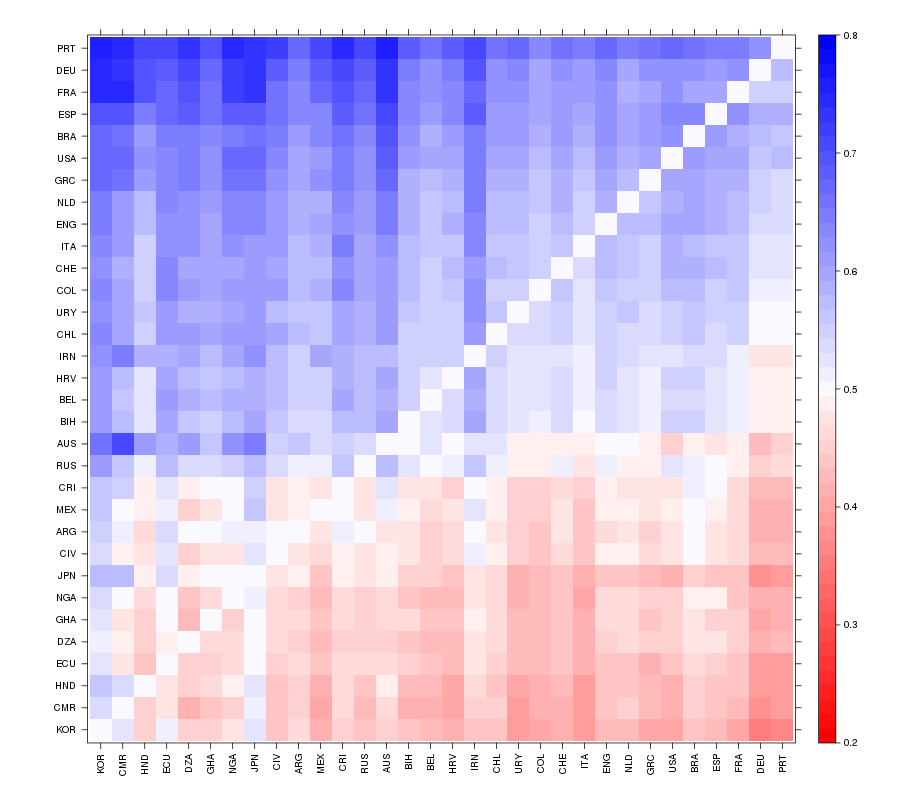 PRT
DEU
FRA
ESP
BRA
USA
GRC
NLD
ENG
ITA
CHE
COL
URY
CHL
IRN
HRV
BEL
BIH
AUS
RUS
CRI
MEX
ARG
CIV
JPN
NGA
GHA
DZA
ECU
HND
CMR
KOR
KOR CMR HND ECU DZA GHA NGA JPN CIV ARG MEX CRI RUS AUS BIH BEL HRV IRN CHL URY COL CHE ITA ENG NLD GRC USA BRA ESP FRA DEU PRT
0.8
0.7
0.6
0.5
0.4
0.3
0.2